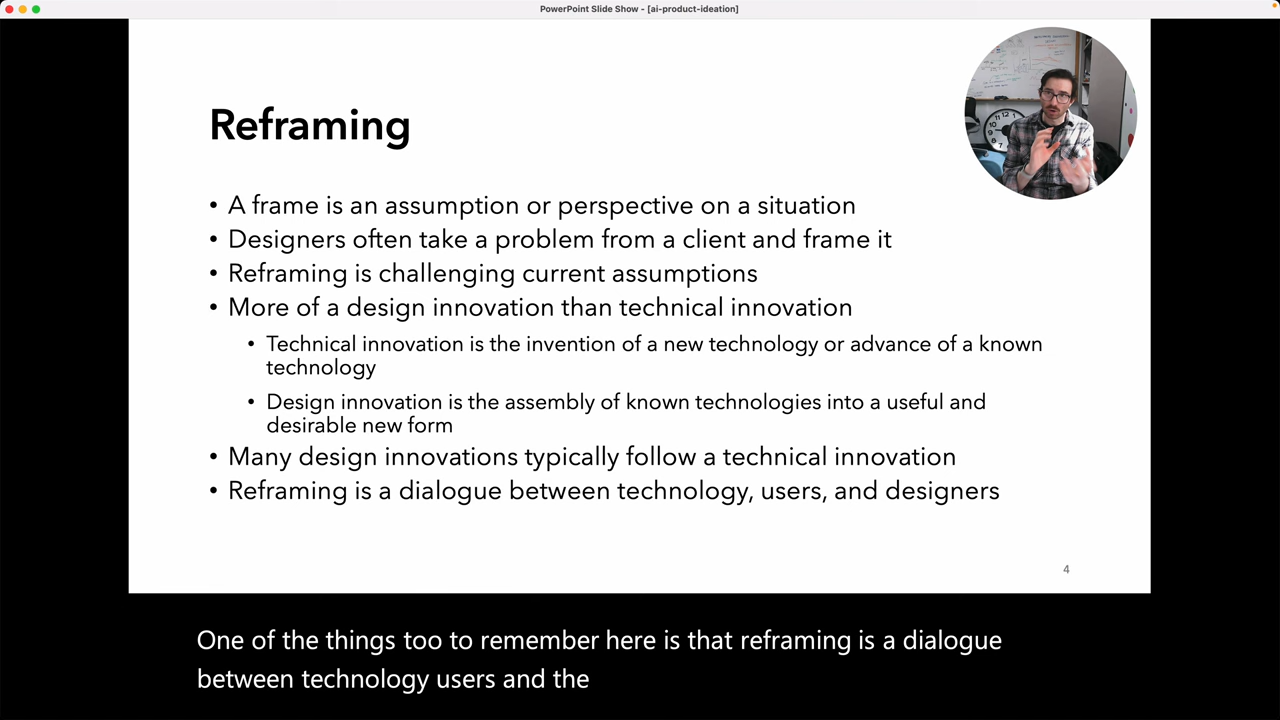 PowerPoint Slide Show - [ai-product-ideation]
Reframing
• A frame is an assumption or perspective on a situation
• Designers often take a problem from a client and frame it
• Reframing is challenging current assumptions
• More of a design innovation than technical innovation
• Technical innovation is the invention of a new technology or advance of a known
technology
• Design innovation is the assembly of known technologies into a useful and
desirable new form
• Many design innovations typically follow a technical innovation
• Reframing is a dialogue between technology, users, and designers
4
One of the things too to remember here is that reframing is a dialogue
between technology users and the